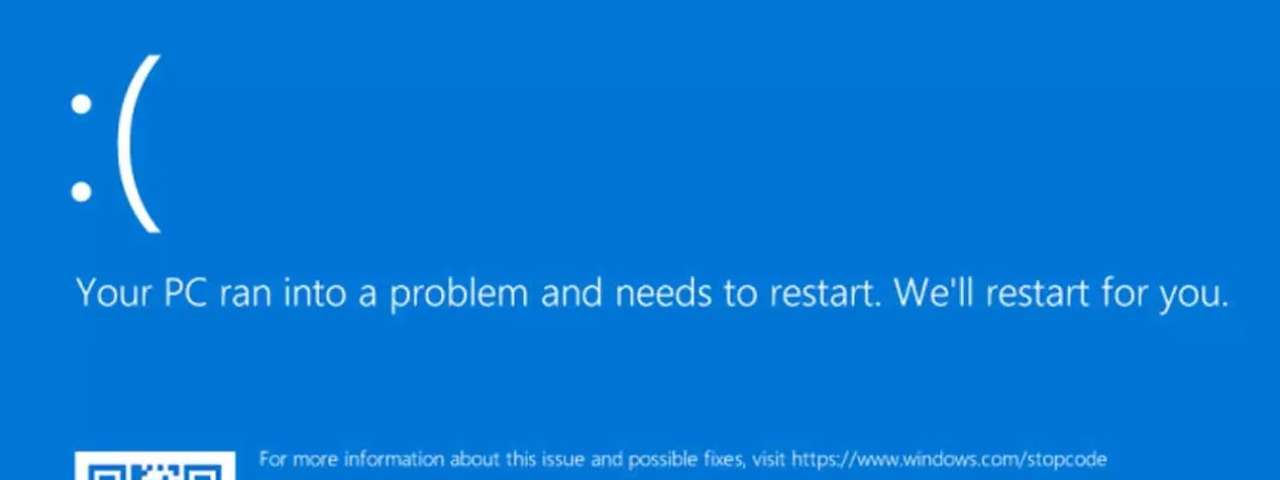 :(
Your PC ran into a problem and needs to restart. We'll restart for you.
For more information about this issue and possible fixes, visit https://www.windows.com/stopcode